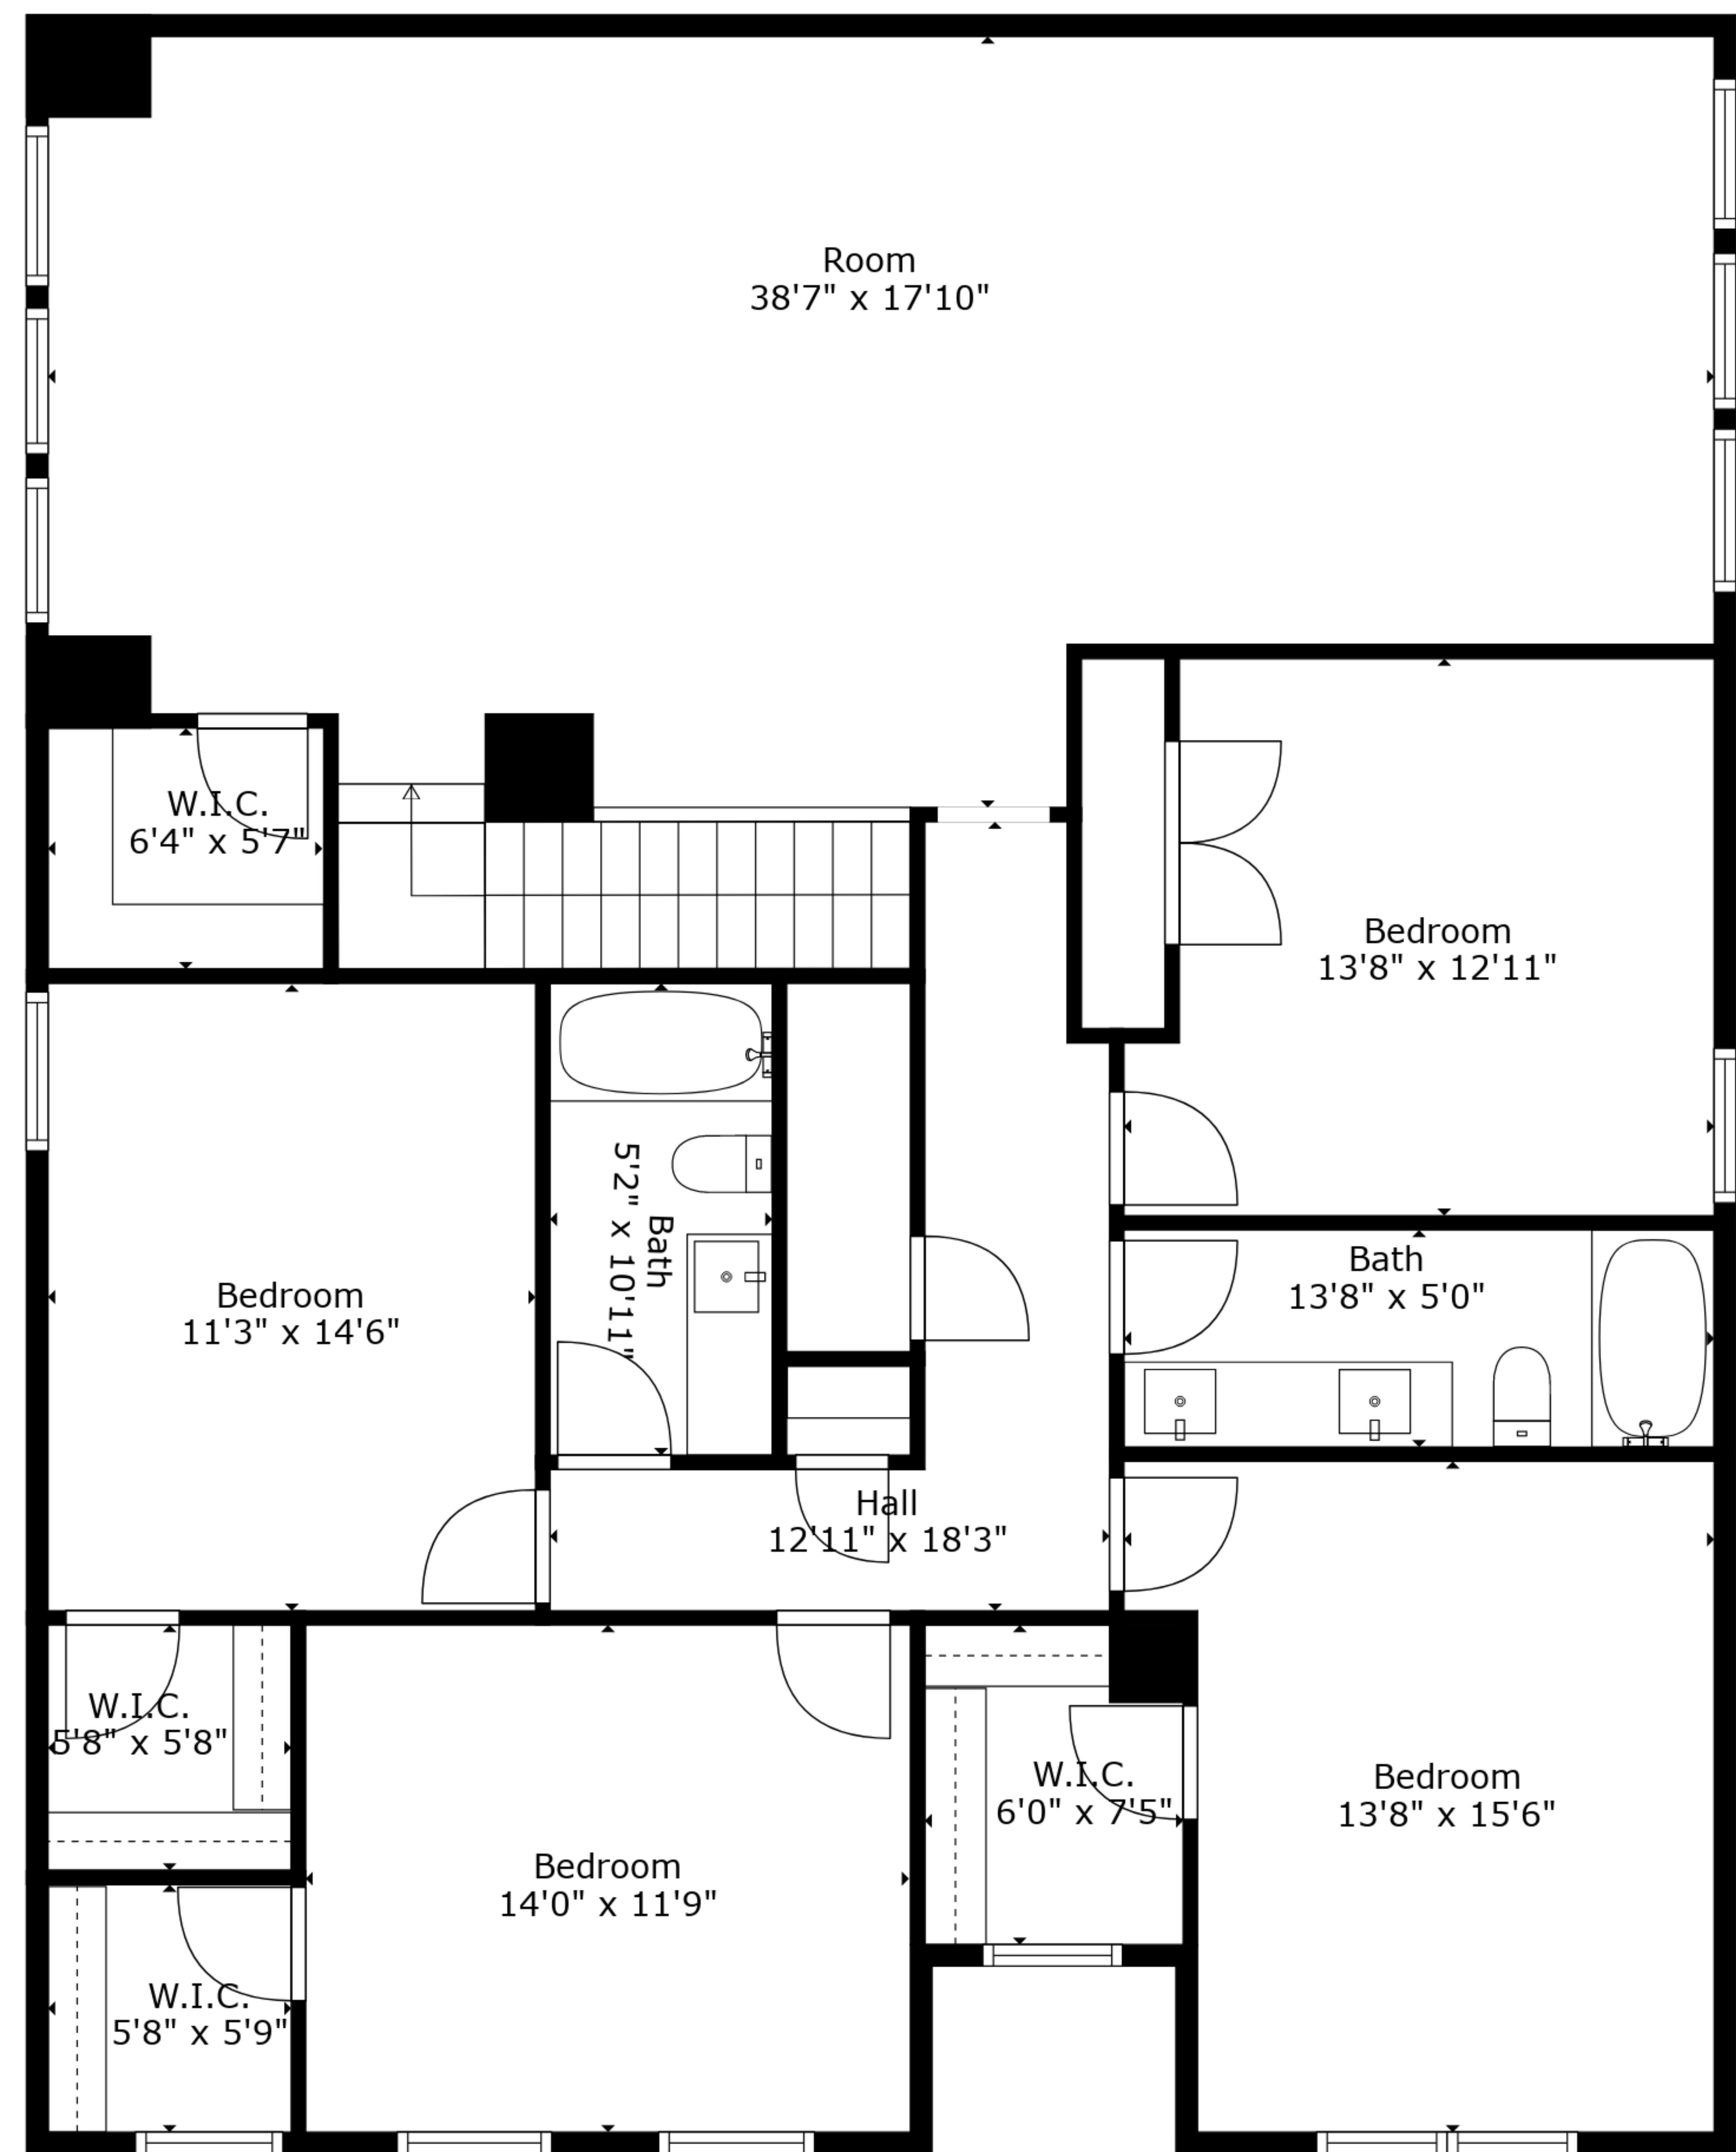 Room
38'7" x 17'10"
W.I.C.
6'4" x 5'7"
Bedroom
13'8" x 12'11"
Bath
5'2" x 10'11"
Bath
13'8" x 5'0"
Bedroom
11'3" x 14'6"
Hall
12'11" x 18'3"
W.I.C.
5'8" x 5'8"
W.I.C.
6'0" x 7'5"
Bedroom
13'8" x 15'6"
Bedroom
14'0" x 11'9"
W.I.C.
5'8" x 5'9"